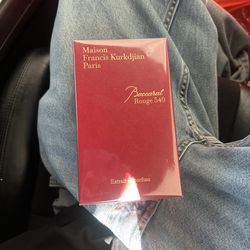 Maison
Francis Kurkdjian
Paris
Baccarat
Rouge 540
Extrait de parfum